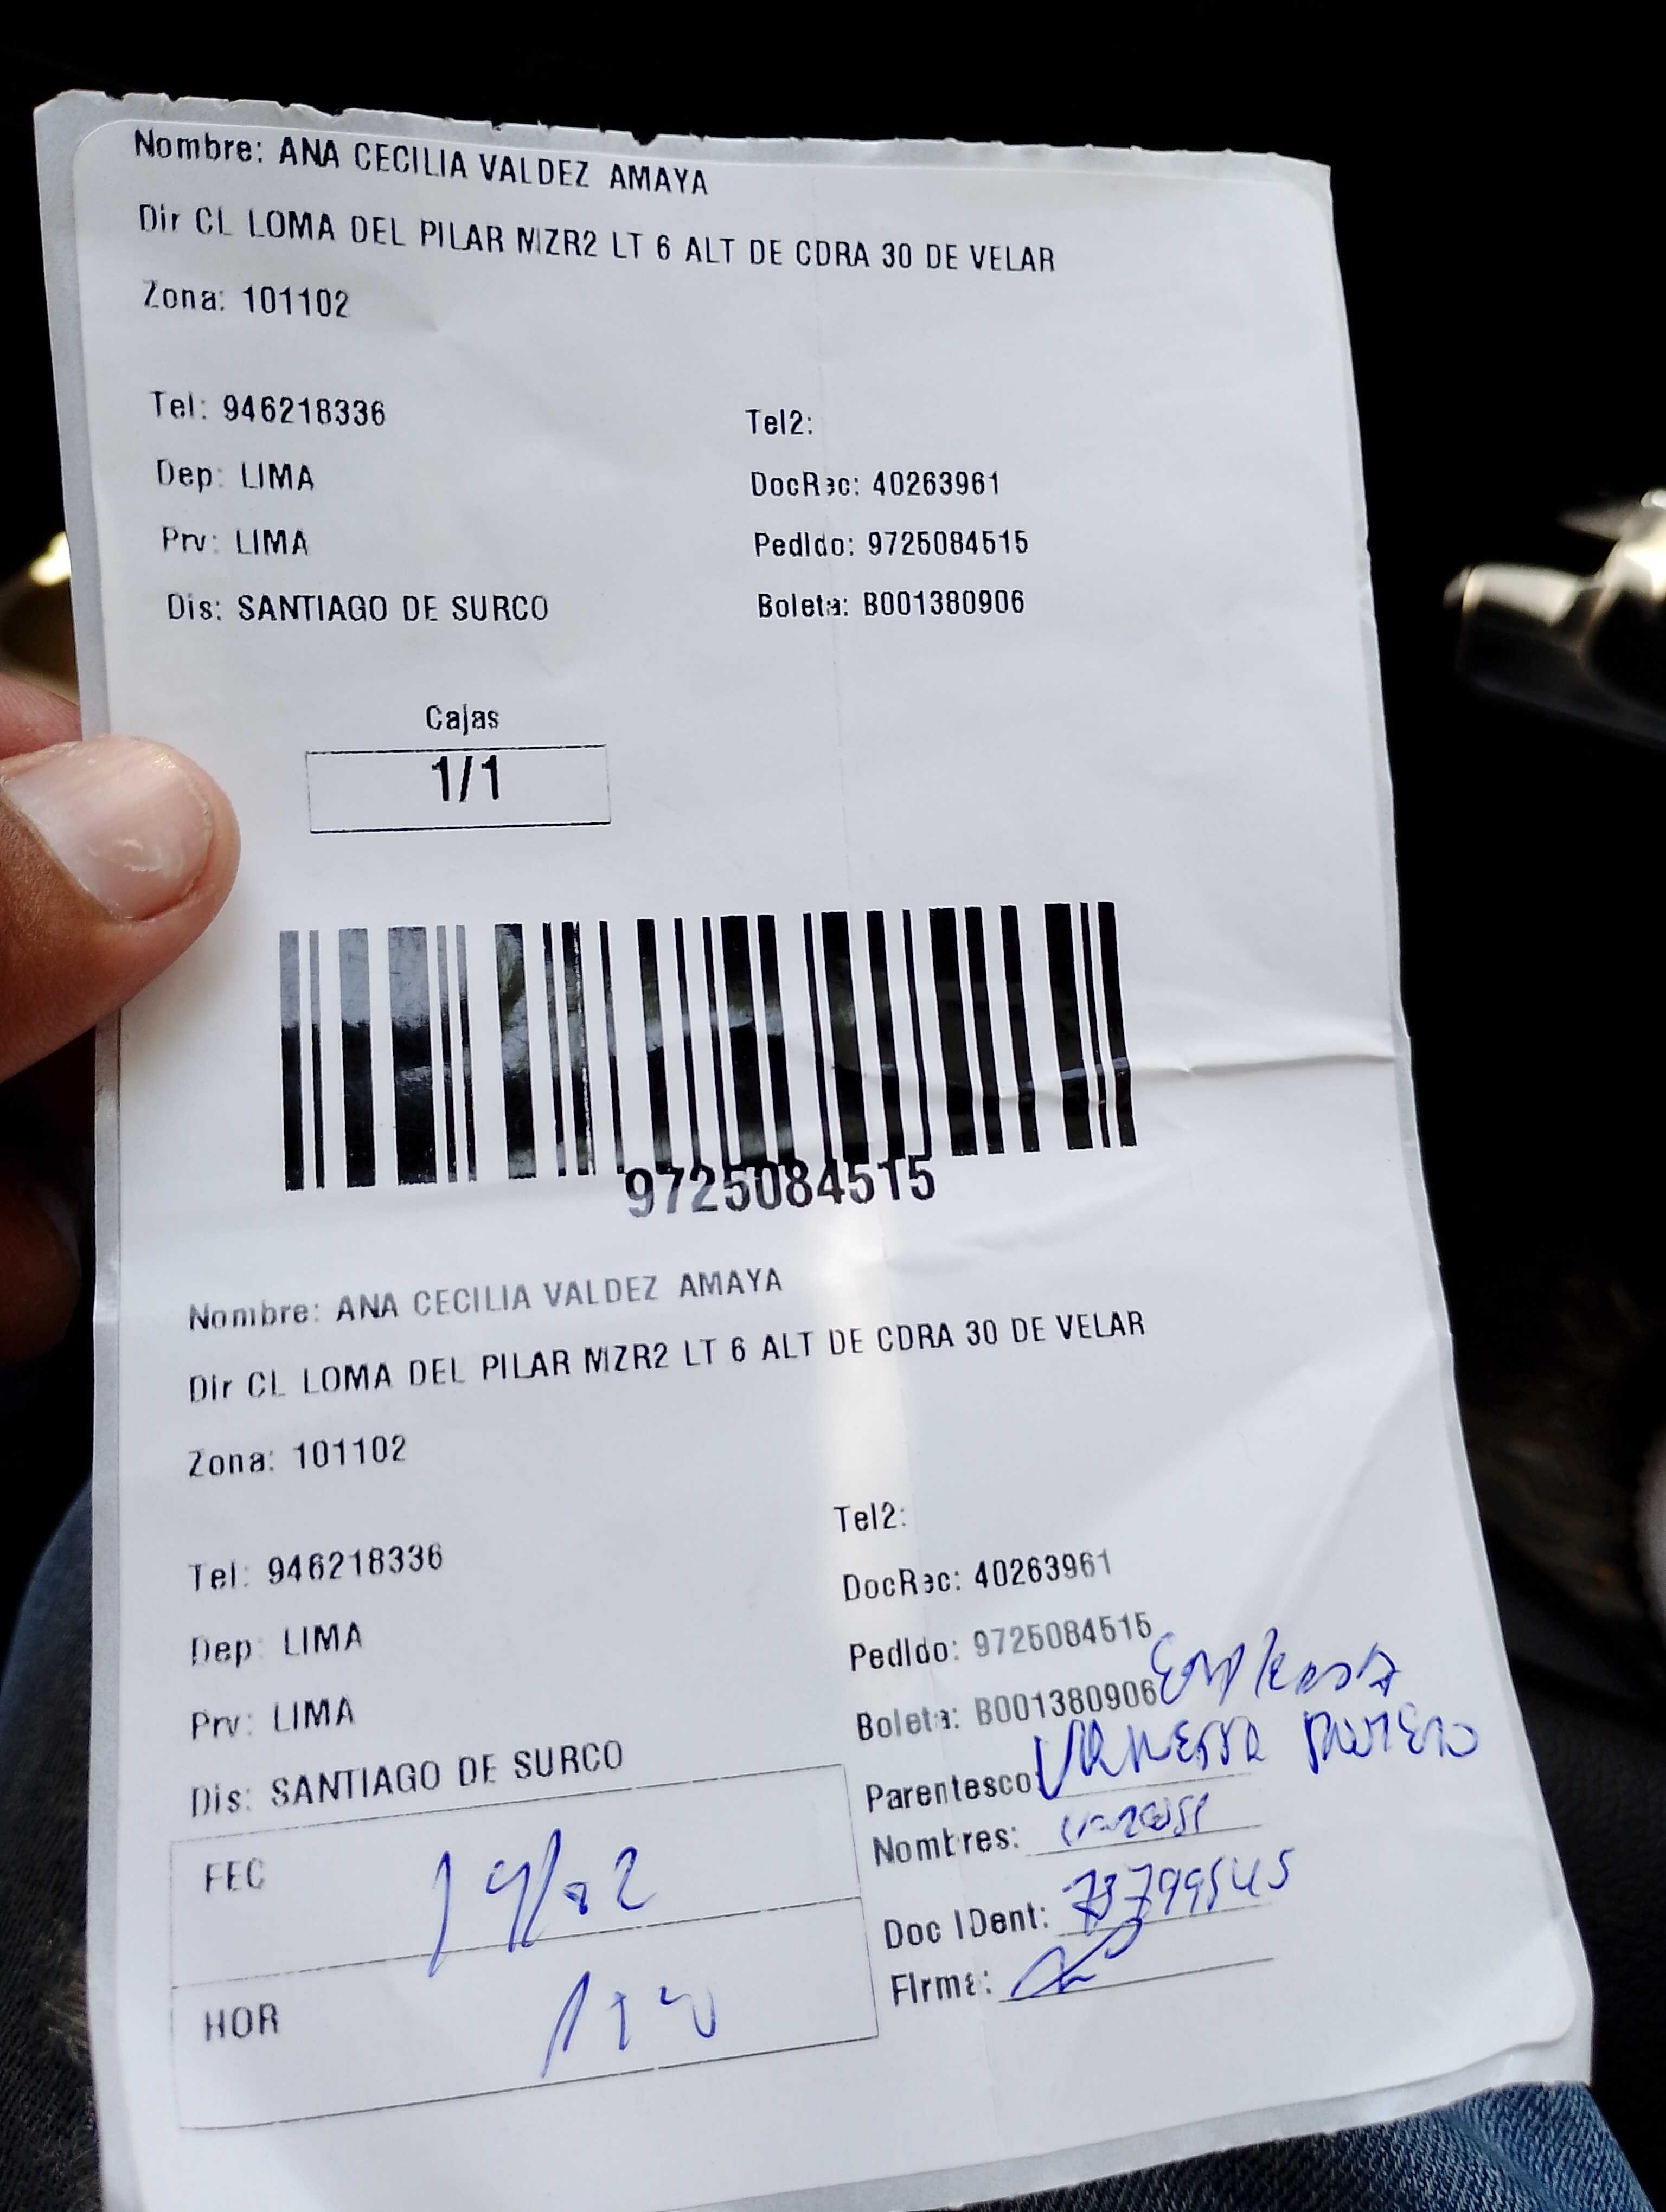 Nombre: ANA CECILIA VALDEZ AMAYA
Dir CL LOMA DEL PILAR MZR2 LT 6 ALT DE CDRA 30 DE VELAR
Zona: 101102
Tel: 946218336 Tel2:
Dep: LIMA DocRec: 40263961
Prv: LIMA Pedido: 9725084515
Dis: SANTIAGO DE SURCO Boleta: B001380906
Cajas
1/1
9725084515
Nombre: ANA CECILIA VALDEZ AMAYA
Dir CL LOMA DEL PILAR MZR2 LT 6 ALT DE CDRA 30 DE VELAR
Zona: 101102
Tel2:
Tel: 946218336 DocRec: 40263961
Dep: LIMA Pedido: 9725084515
Prv: LIMA Boleta: B001380906
Dis: SANTIAGO DE SURCO Parentesco: VANESSA
Nombres:
FEC Doc IDent: 73799545
HOR Firma: